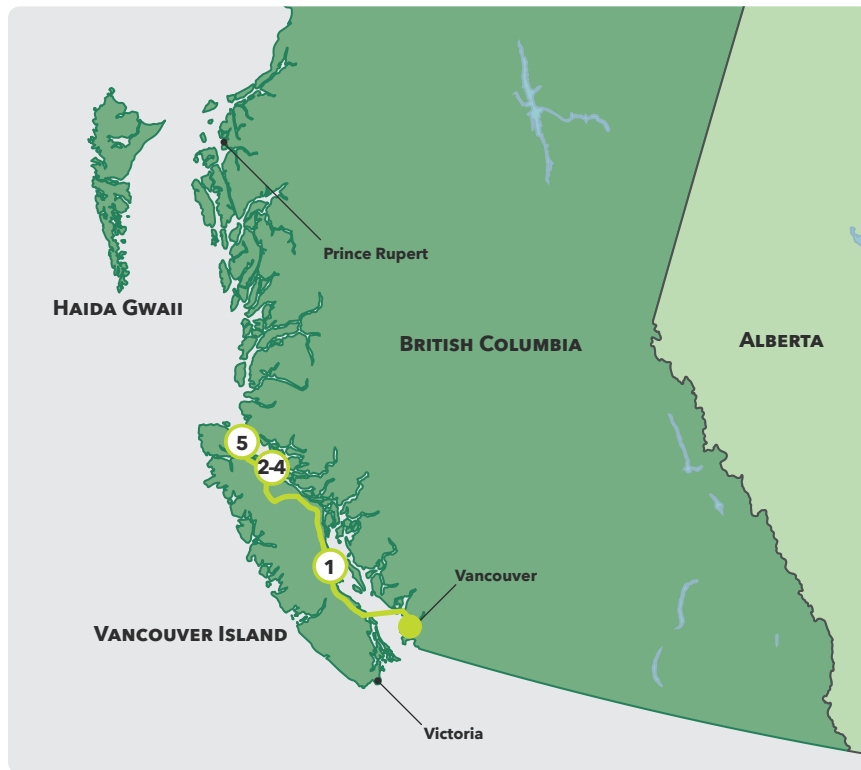 Prince Rupert
HAIDA GWAII
BRITISH COLUMBIA
ALBERTA
5
2-4
1
Vancouver
VANCOUVER ISLAND
Victoria